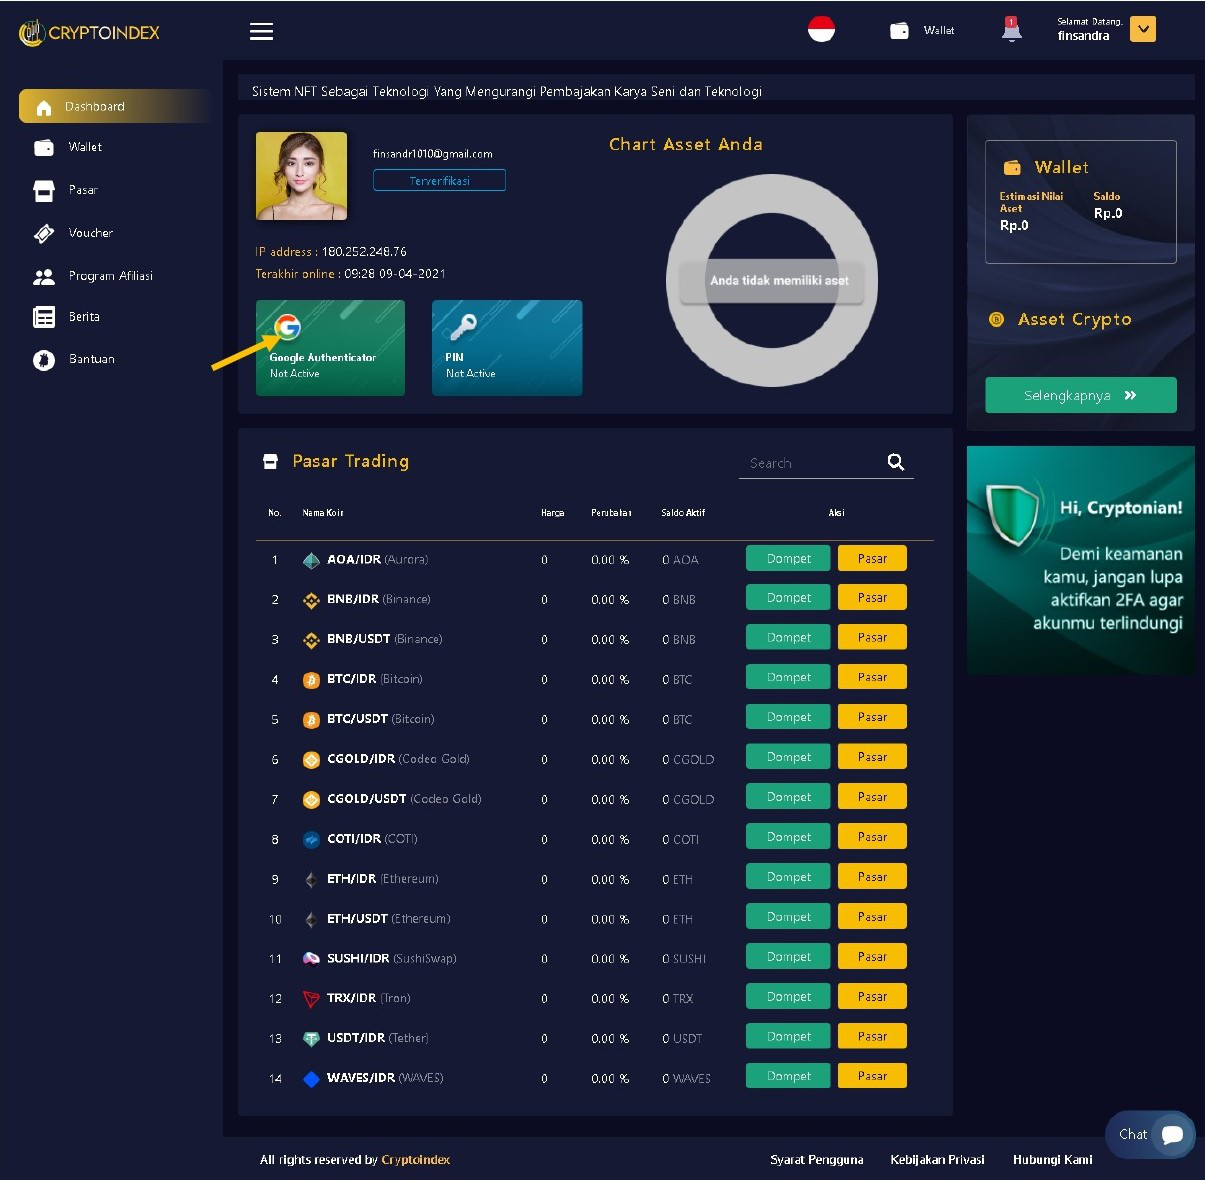 CRYPTOINDEX
Wallet
1
Selamat Datang,
finsandra
Dashboard
Wallet
Pasar
Voucher
Program Afiliasi
Berita
Bantuan
Sistem NFT Sebagai Teknologi Yang Mengurangi Pembajakan Karya Seni dan Teknologi
finsandr1010@gmail.com
Terverifikasi
IP address : 180.252.248.76
Terakhir online : 09:28 09-04-2021
Google Authenticator
Not Active
PIN
Not Active
Chart Asset Anda
Anda tidak memiliki aset
Wallet
Estimasi Nilai Aset
Rp.0
Saldo
Rp.0
Asset Crypto
Selengkapnya
Hi, Cryptonian!
Demi keamanan
kamu, jangan lupa
aktifkan 2FA agar
akunmu terlindungi
Pasar Trading
Search
No. Nama Koin Harga Perubahan Saldo Aktif Aksi
1 AOA/IDR (Aurora) 0 0.00 % 0 AOA Dompet Pasar
2 BNB/IDR (Binance) 0 0.00 % 0 BNB Dompet Pasar
3 BNB/USDT (Binance) 0 0.00 % 0 BNB Dompet Pasar
4 BTC/IDR (Bitcoin) 0 0.00 % 0 BTC Dompet Pasar
5 BTC/USDT (Bitcoin) 0 0.00 % 0 BTC Dompet Pasar
6 CGOLD/IDR (Codeo Gold) 0 0.00 % 0 CGOLD Dompet Pasar
7 CGOLD/USDT (Codeo Gold) 0 0.00 % 0 CGOLD Dompet Pasar
8 COTI/IDR (COTI) 0 0.00 % 0 COTI Dompet Pasar
9 ETH/IDR (Ethereum) 0 0.00 % 0 ETH Dompet Pasar
10 ETH/USDT (Ethereum) 0 0.00 % 0 ETH Dompet Pasar
11 SUSHI/IDR (SushiSwap) 0 0.00 % 0 SUSHI Dompet Pasar
12 TRX/IDR (Tron) 0 0.00 % 0 TRX Dompet Pasar
13 USDT/IDR (Tether) 0 0.00 % 0 USDT Dompet Pasar
14 WAVES/IDR (WAVES) 0 0.00 % 0 WAVES Dompet Pasar
Chat
All rights reserved by Cryptoindex
Syarat Pengguna Kebijakan Privasi Hubungi Kami